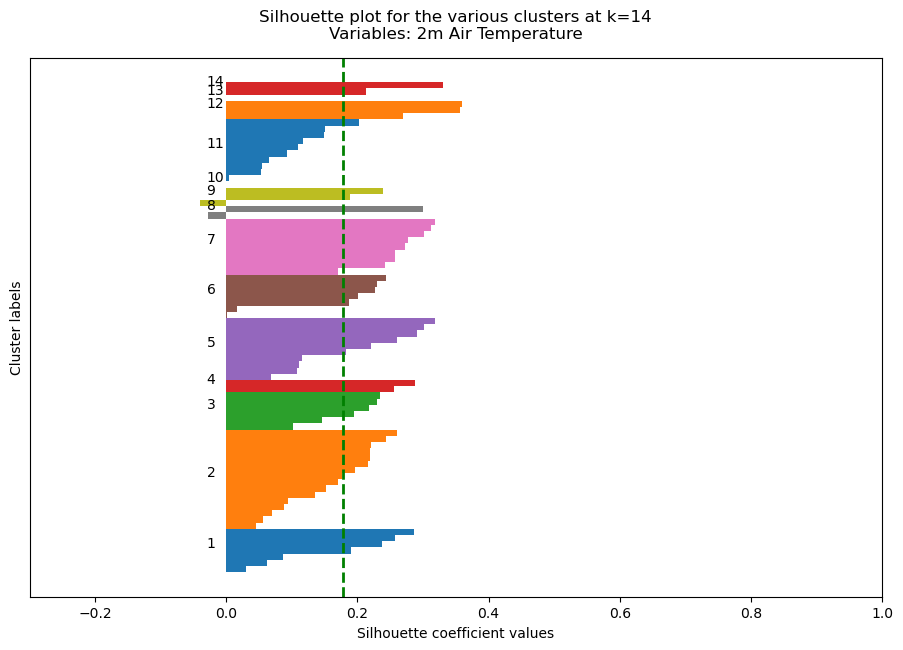 Silhouette plot for the various clusters at k=14
Variables: 2m Air Temperature
14
13
12
11
10
9
8
7
6
5
4
3
2
1
Cluster labels
−0.2 0.0 0.2 0.4 0.6 0.8 1.0
Silhouette coefficient values